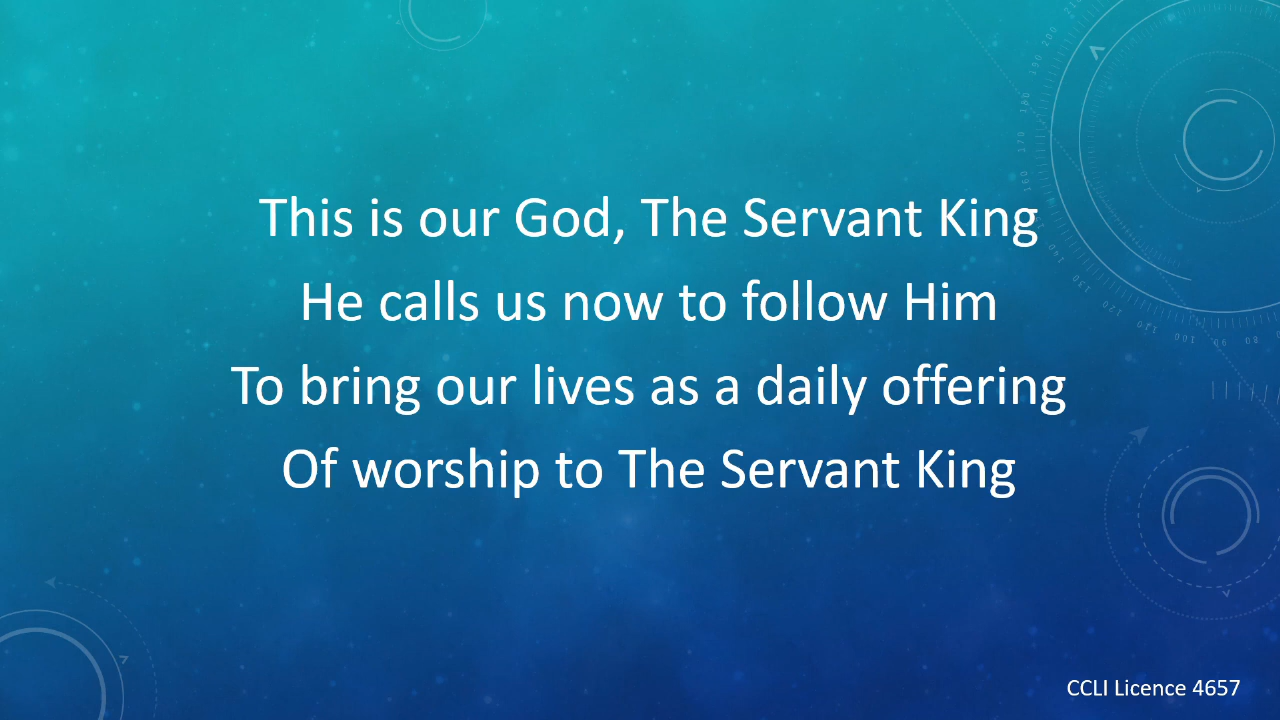 This is our God, The Servant King
He calls us now to follow Him
To bring our lives as a daily offering
Of worship to The Servant King
CCLI Licence 4657